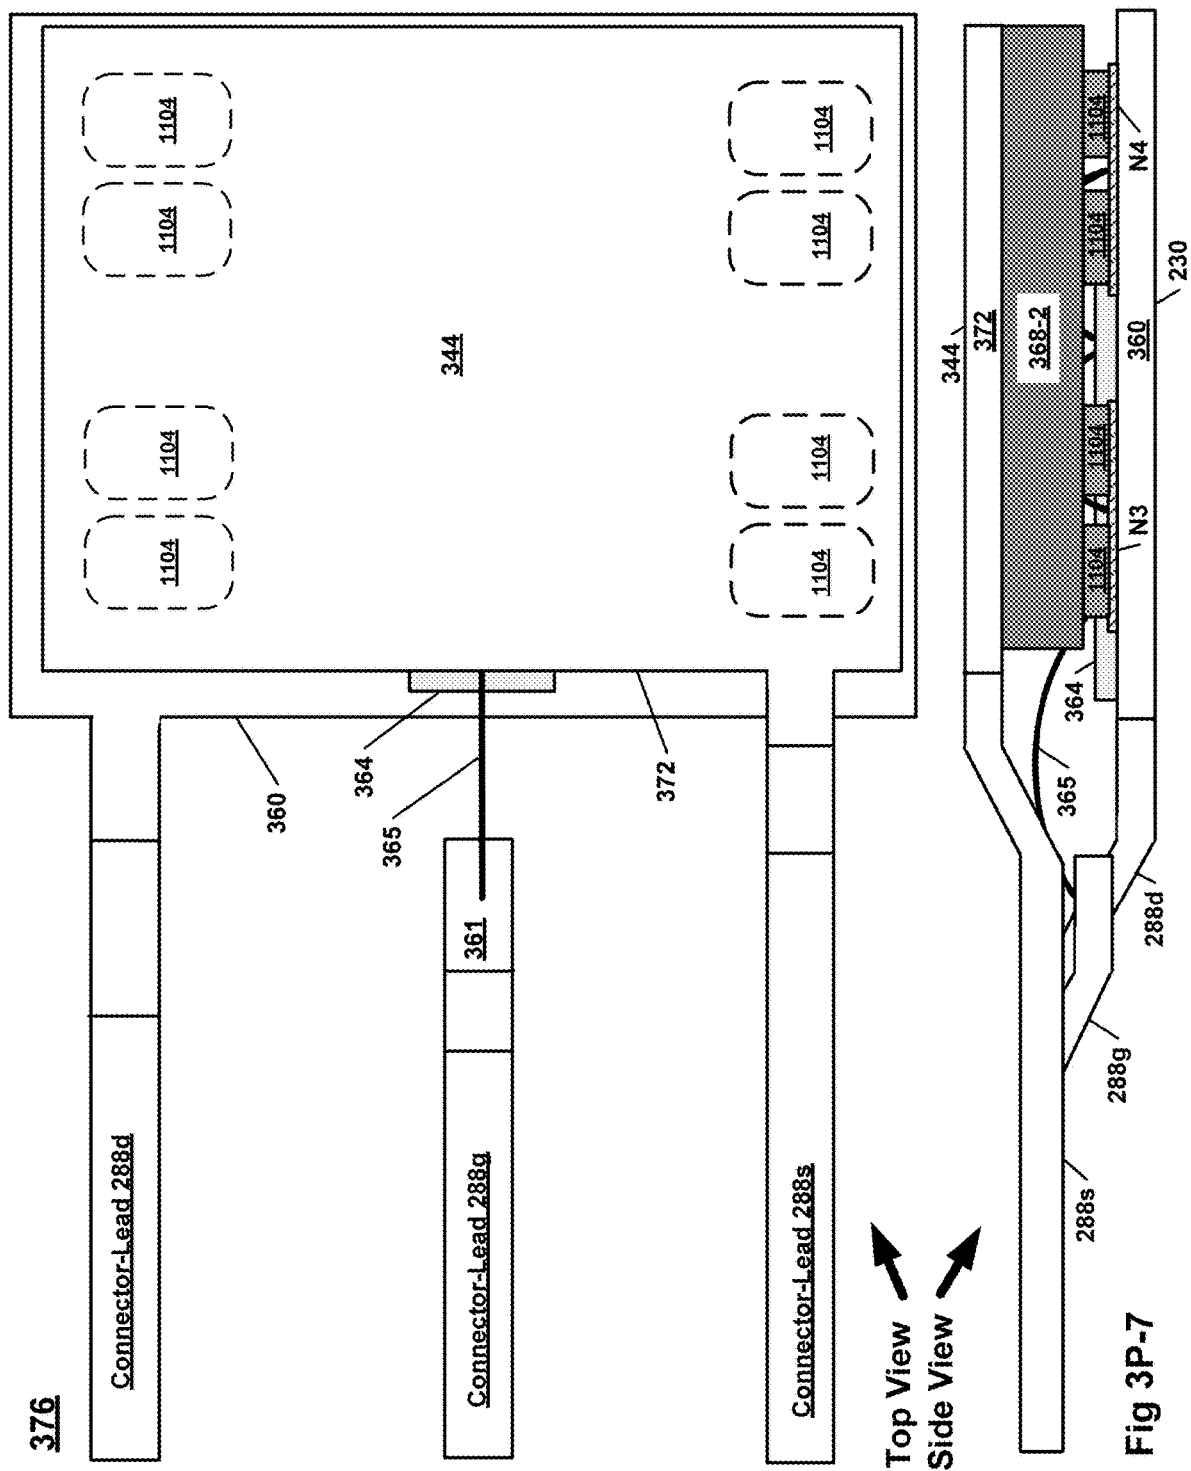 376
Connector-Lead 288d
Connector-Lead 288g
Connector-Lead 288s
361
365
364
360
372
344
1104
1104
1104
1104
1104
1104
1104
1104
Top View
Side View
344
372
368-2
1104
1104
1104
1104
N3
N4
360
230
364
365
288d
288g
288s
Fig 3P-7